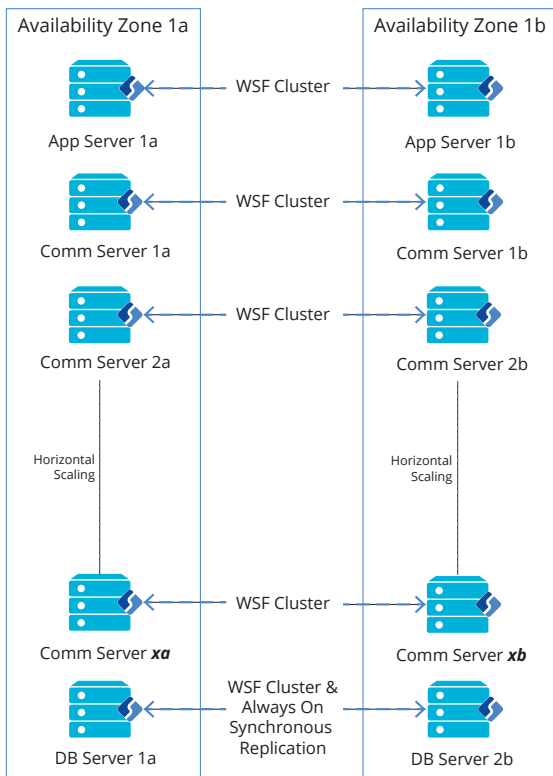 Availability Zone 1a
Availability Zone 1b
WSF Cluster
App Server 1a
App Server 1b
WSF Cluster
Comm Server 1a
Comm Server 1b
WSF Cluster
Comm Server 2a
Comm Server 2b
Horizontal
Scaling
Horizontal
Scaling
WSF Cluster
Comm Server xa
Comm Server xb
WSF Cluster &
Always On
Synchronous
Replication
DB Server 1a
DB Server 2b